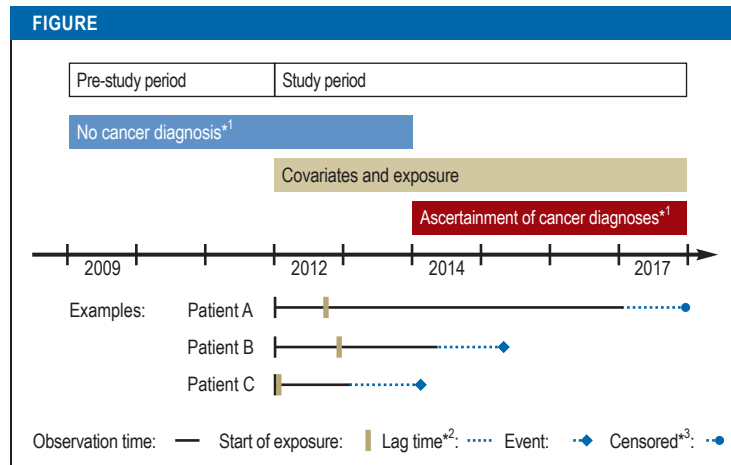 FIGURE
Pre-study period Study period
No cancer diagnosis*1
Covariates and exposure
Ascertainment of cancer diagnoses*1
2009 2012 2014 2017
Examples: Patient A
Patient B
Patient C
Observation time: Start of exposure: Lag time*2: Event: Censored*3: